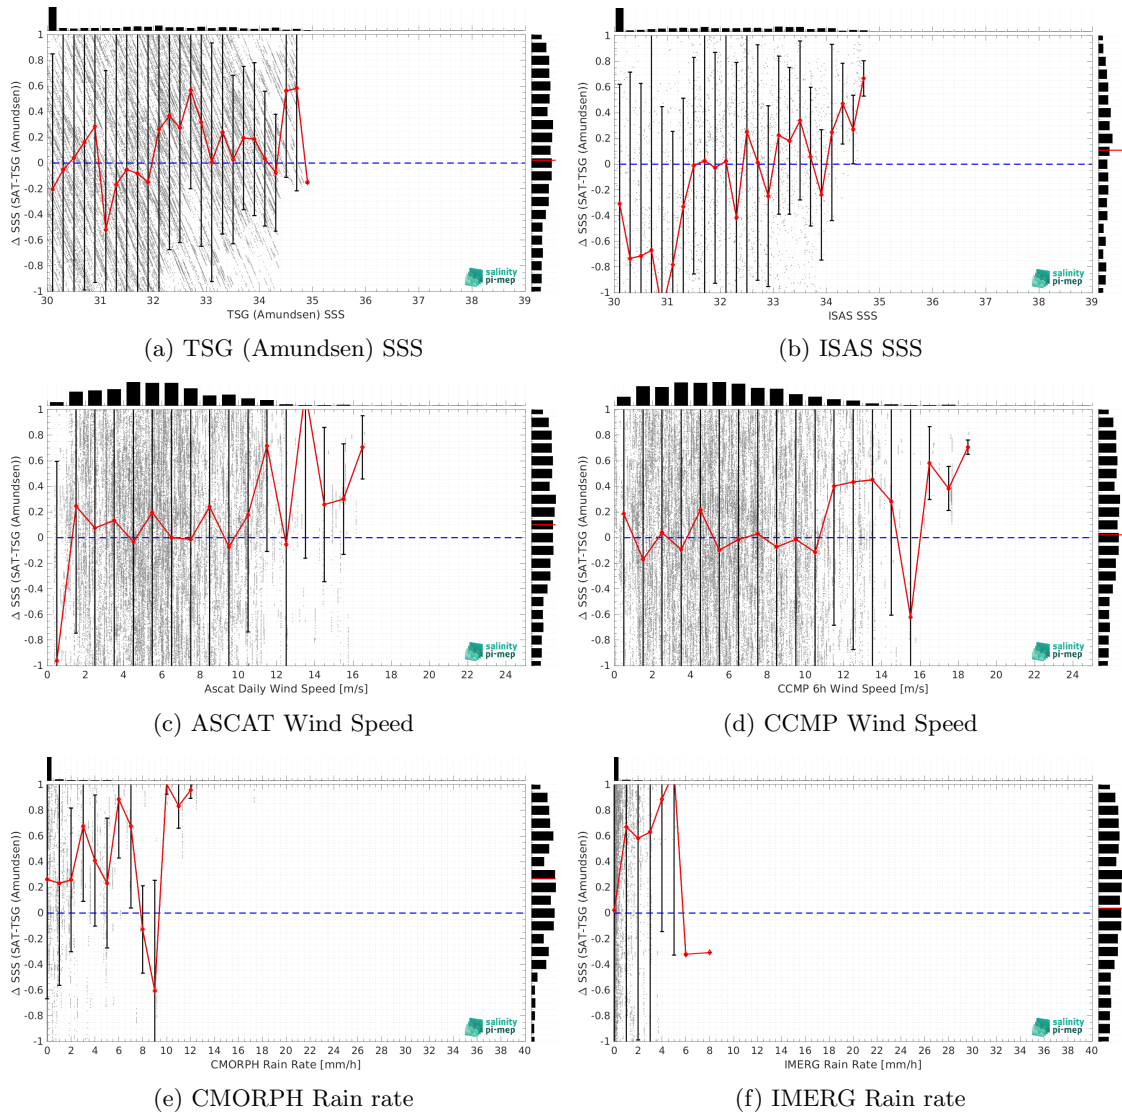 1
0.8
0.6
0.4
0.2
0
-0.2
-0.4
-0.6
-0.8
-1
Δ SSS (SAT-TSG (Amundsen))
30 31 32 33 34 35 36 37 38 39
TSG (Amundsen) SSS
salinity
pi-mep
(a) TSG (Amundsen) SSS
1
0.8
0.6
0.4
0.2
0
-0.2
-0.4
-0.6
-0.8
-1
Δ SSS (SAT-TSG (Amundsen))
30 31 32 33 34 35 36 37 38 39
ISAS SSS
salinity
pi-mep
(b) ISAS SSS
1
0.8
0.6
0.4
0.2
0
-0.2
-0.4
-0.6
-0.8
-1
Δ SSS (SAT-TSG (Amundsen))
0 2 4 6 8 10 12 14 16 18 20 22 24
Ascat Daily Wind Speed [m/s]
salinity
pi-mep
(c) ASCAT Wind Speed
1
0.8
0.6
0.4
0.2
0
-0.2
-0.4
-0.6
-0.8
-1
Δ SSS (SAT-TSG (Amundsen))
0 2 4 6 8 10 12 14 16 18 20 22 24
CCMP 6h Wind Speed [m/s]
salinity
pi-mep
(d) CCMP Wind Speed
1
0.8
0.6
0.4
0.2
0
-0.2
-0.4
-0.6
-0.8
-1
Δ SSS (SAT-TSG (Amundsen))
0 2 4 6 8 10 12 14 16 18 20 22 24 26 28 30 32 34 36 38 40
CMORPH Rain Rate [mm/h]
salinity
pi-mep
(e) CMORPH Rain rate
1
0.8
0.6
0.4
0.2
0
-0.2
-0.4
-0.6
-0.8
-1
Δ SSS (SAT-TSG (Amundsen))
0 2 4 6 8 10 12 14 16 18 20 22 24 26 28 30 32 34 36 38 40
IMERG Rain Rate [mm/h]
salinity
pi-mep
(f) IMERG Rain rate